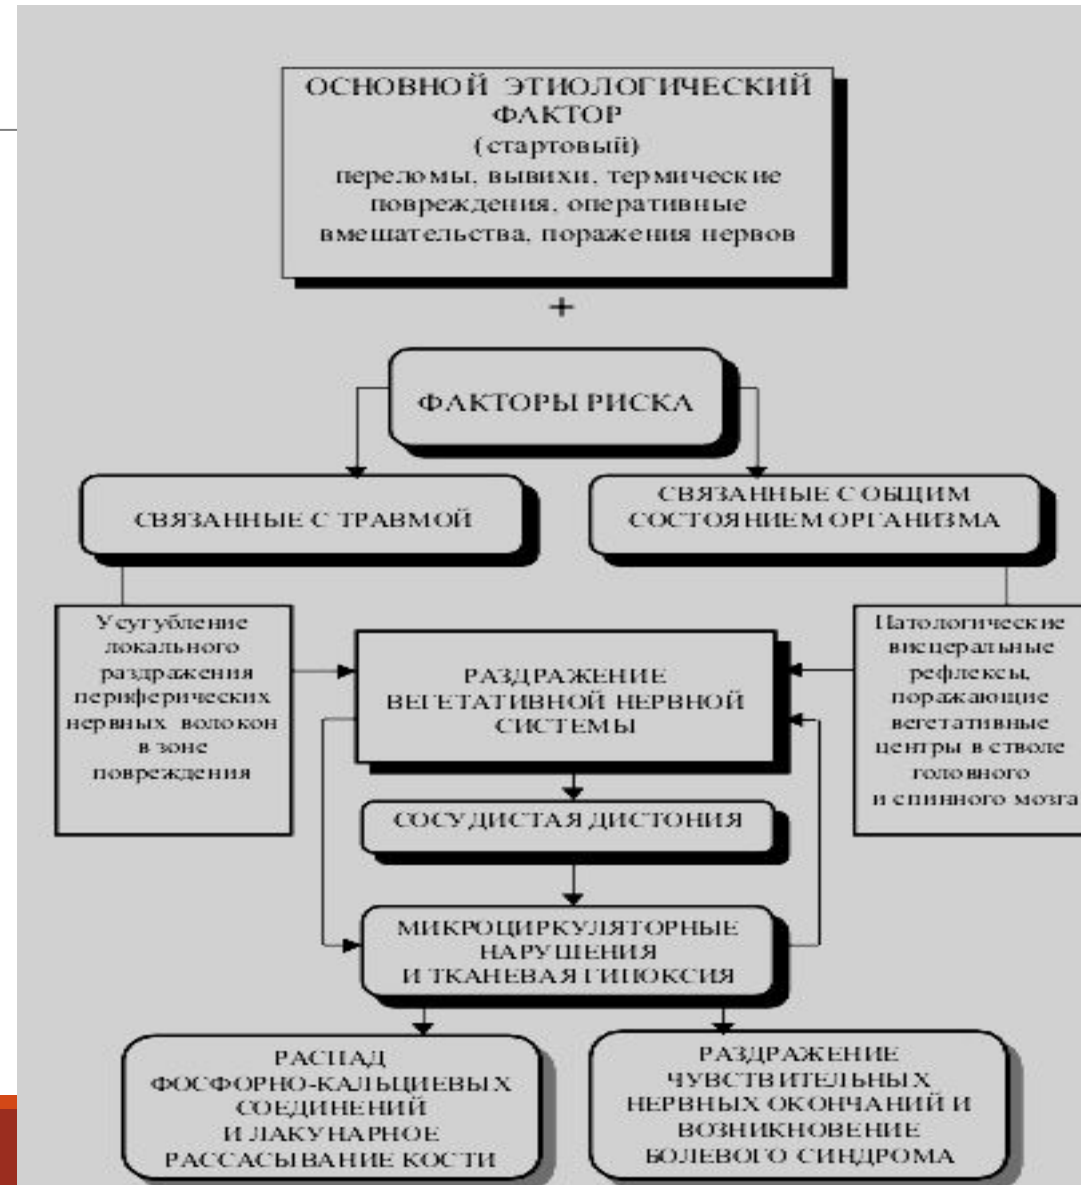 ОСНОВНОЙ ЭТИОЛОГИЧЕСКИЙ
ФАКТОР
(стартовый)
переломы, вывихи, термические
повреждения, оперативные
вмешательства, поражения нервов
+
ФАКТОРЫ РИСКА
СВЯЗАННЫЕ С ТРАВМОЙ
СВЯЗАННЫЕ С ОБЩИМ
СОСТОЯНИЕМ ОРГАНИЗМА
Усугубление
локального
раздражения
периферических
нервных волокон
в зоне
повреждения
РАЗДРАЖЕНИЕ
ВЕГЕТАТИВНОЙ НЕРВНОЙ
СИСТЕМЫ
Патологические
висцеральные
рефлексы,
поражающие
вегетативные
центры в стволе
головного
и спинного мозга
СОСУДИСТАЯ ДИСТОНИЯ
МИКРОЦИРКУЛЯТОРНЫЕ
НАРУШЕНИЯ
И ТКАНЕВАЯ ГИПОКСИЯ
РАСПАД
ФОСФОРНО-КАЛЬЦИЕВЫХ
СОЕДИНЕНИЙ
И ЛАКУНАРНОЕ
РАССАСЫВАНИЕ КОСТИ
РАЗДРАЖЕНИЕ
ЧУВСТВИТЕЛЬНЫХ
НЕРВНЫХ ОКОНЧАНИЙ И
ВОЗНИКНОВЕНИЕ
БОЛЕВОГО СИНДРОМА